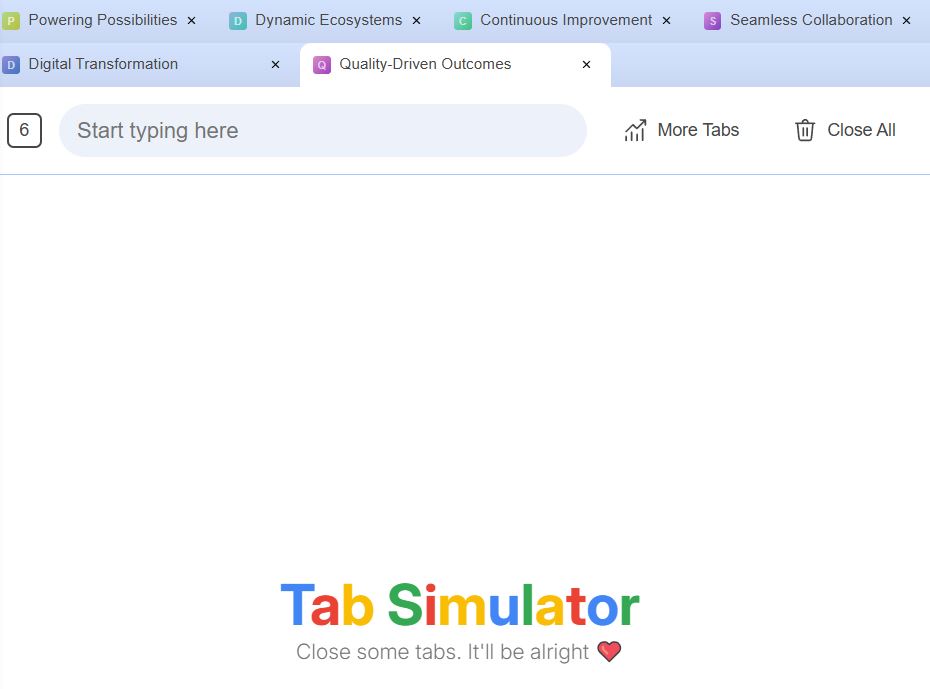 P Powering Possibilities × D Dynamic Ecosystems × C Continuous Improvement × S Seamless Collaboration ×
D Digital Transformation × Q Quality-Driven Outcomes ×
6 Start typing here More Tabs Close All
Tab Simulator
Close some tabs. It'll be alright ❤️